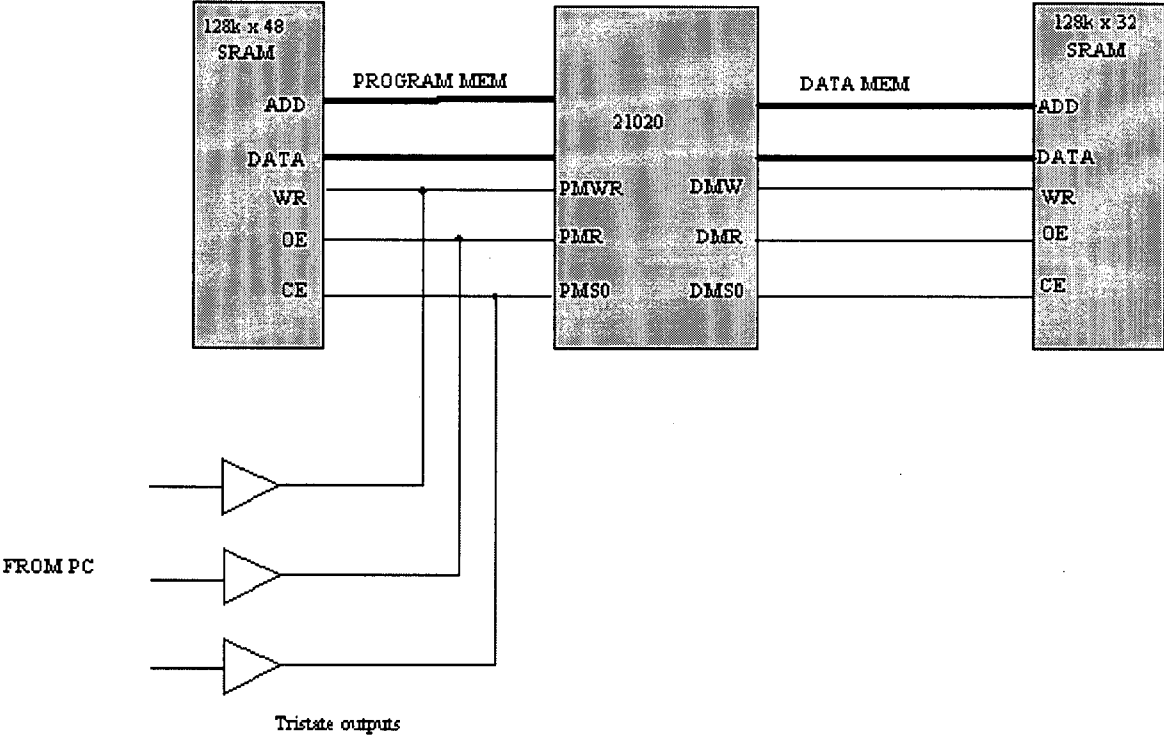 128k x 48
SRAM
ADD
DATA
WR
OE
CE
PROGRAM MEM
21020
PMWR
PMR
PMS0
DMW
DMR
DMS0
DATA MEM
128k x 32
SRAM
ADD
DATA
WR
OE
CE
FROM PC
Tristate outputs